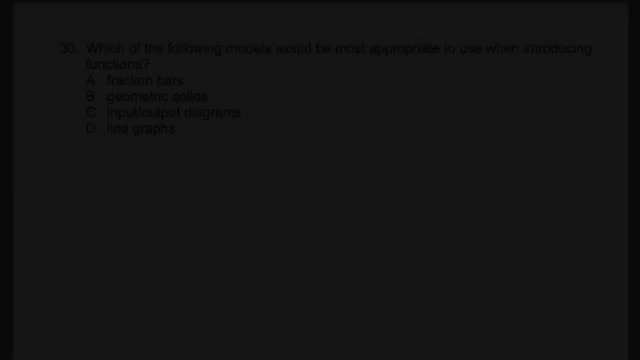 30. Which of the following models would be most appropriate to use when introducing
functions?
A. fraction bars
B. geometric solids
C. input/output diagrams
D. line graphs